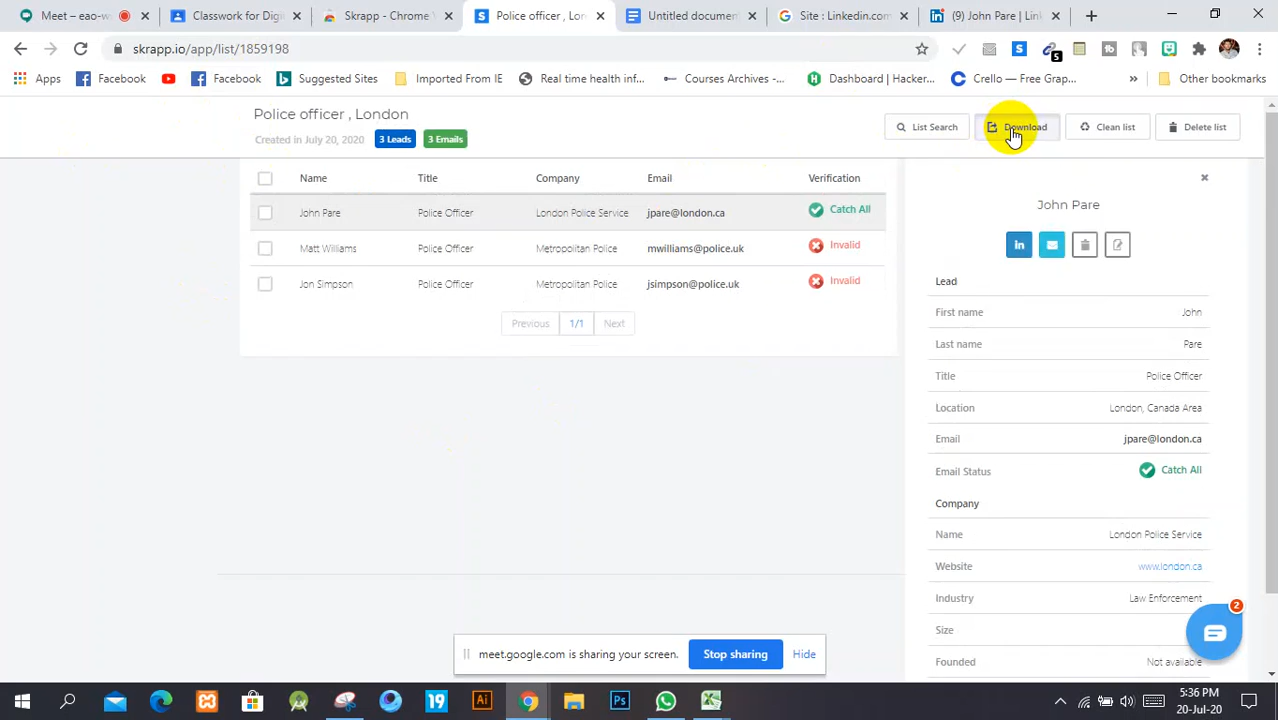 Meet – eao-w
Classwork for Digi
Skrapp - Chrome
Police officer , Lon
Untitled document
Site : Linkedin.com
(9) John Pare | Link
skrapp.io/app/list/1859198
Apps
Facebook
Facebook
Suggested Sites
Imported From IE
Real time health inf...
Courses Archives -...
Dashboard | Hacker...
Crello — Free Grap...
»
Other bookmarks
Police officer , London
Created in July 20, 2020
3 Leads
3 Emails
List Search
Download
Clean list
Delete list
Name Title Company Email Verification
John Pare Police Officer London Police Service jpare@london.ca Catch All
Matt Williams Police Officer Metropolitan Police mwilliams@police.uk Invalid
Jon Simpson Police Officer Metropolitan Police jsimpson@police.uk Invalid
Previous 1/1 Next
John Pare
in
Lead
First name John
Last name Pare
Title Police Officer
Location London, Canada Area
Email jpare@london.ca
Email Status Catch All
Company
Name London Police Service
Website www.london.ca
Industry Law Enforcement
Size
Founded Not available
2
meet.google.com is sharing your screen.
Stop sharing
Hide
19
Ai
Ps
5:36 PM
20-Jul-20